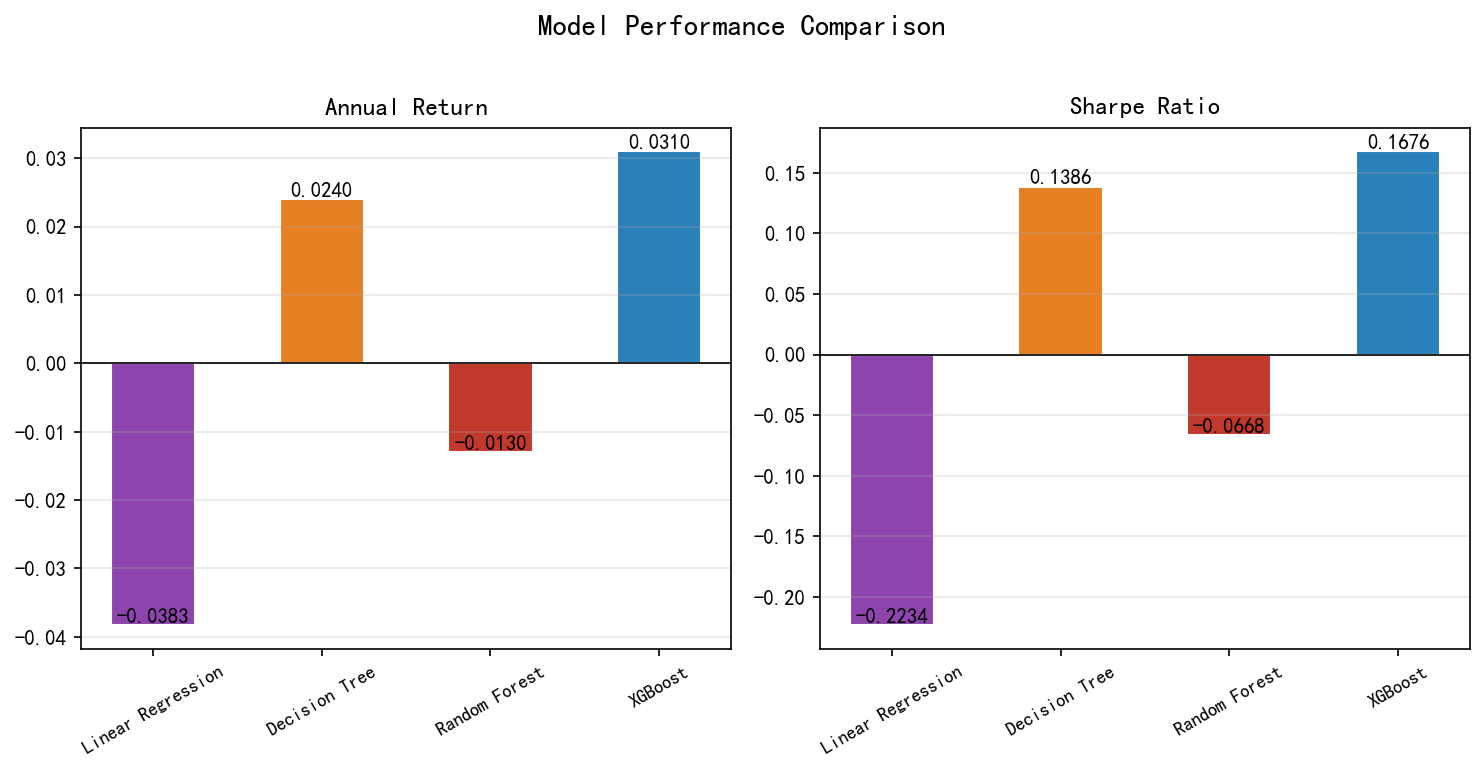 Model Performance Comparison
Annual Return
0.03
0.02
0.01
0.00
−0.01
−0.02
−0.03
−0.04
−0.0383
0.0240
−0.0130
0.0310
Linear Regression
Decision Tree
Random Forest
XGBoost
Sharpe Ratio
0.15
0.10
0.05
0.00
−0.05
−0.10
−0.15
−0.20
−0.2234
0.1386
−0.0668
0.1676
Linear Regression
Decision Tree
Random Forest
XGBoost